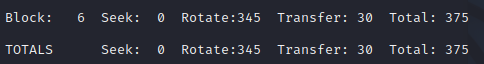 Block:   6  Seek:  0  Rotate:345  Transfer: 30  Total: 375
TOTALS      Seek:  0  Rotate:345  Transfer: 30  Total: 375